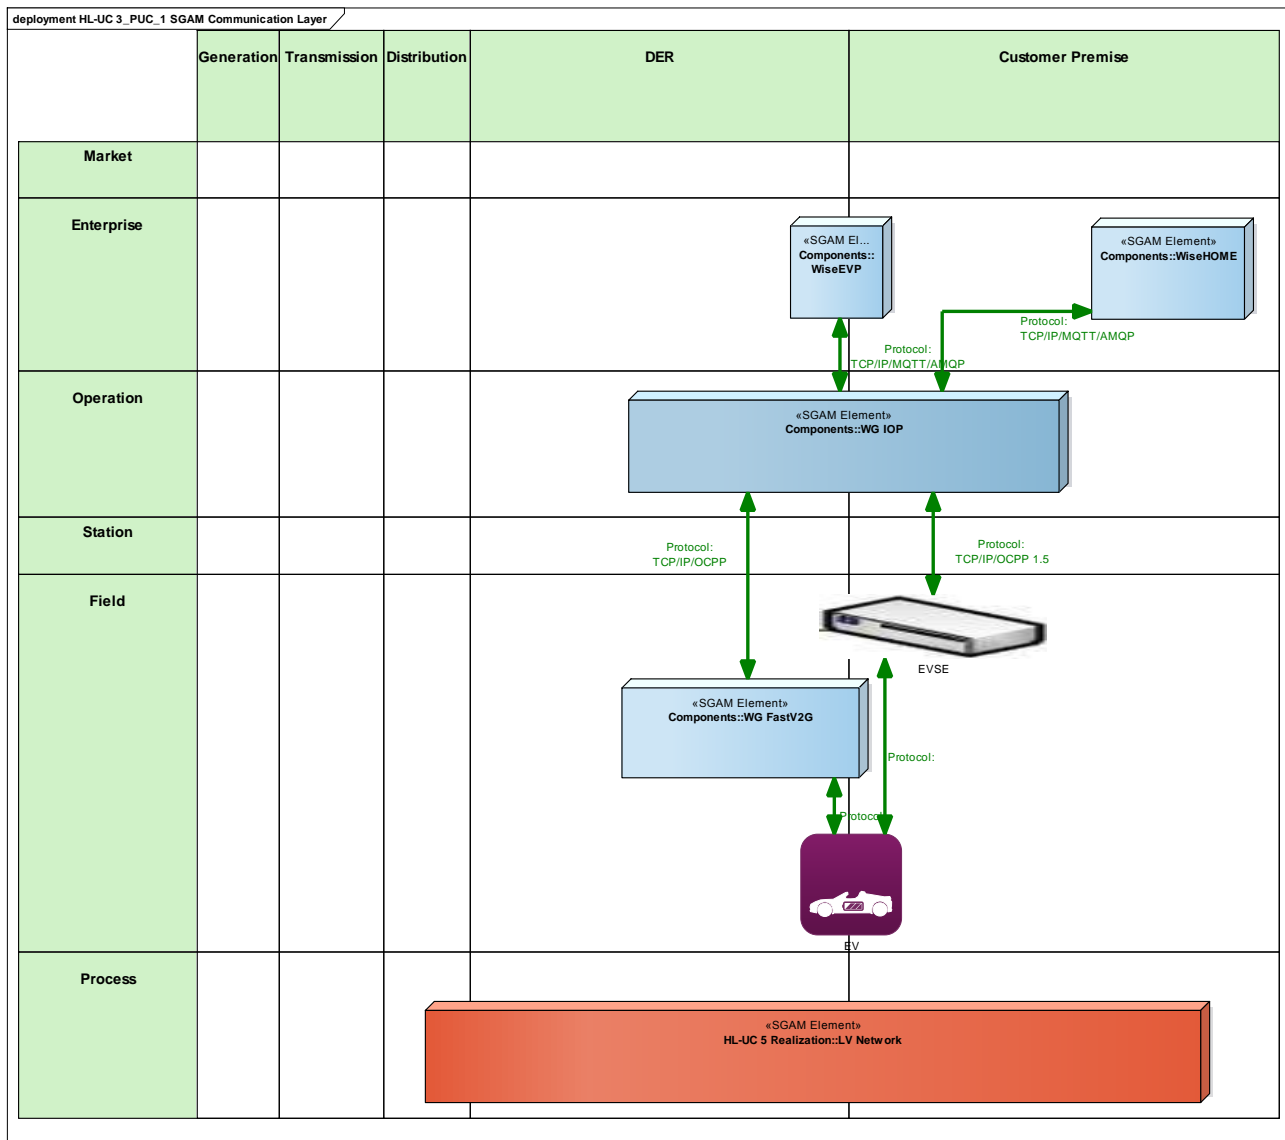 deployment HL-UC 3_PUC_1 SGAM Communication Layer
Generation Transmission Distribution DER Customer Premise
Market
Enterprise
«SGAM El...
Components::
WiseEVP
«SGAM Element»
Components::WiseHOME
Protocol:
TCP/IP/MQTT/AMQP
Protocol:
TCP/IP/MQTT/AMQP
Operation
«SGAM Element»
Components::WG IOP
Station
Protocol:
TCP/IP/OCPP
Protocol:
TCP/IP/OCPP 1.5
Field
EVSE
«SGAM Element»
Components::WG FastV2G
Protocol:
Protocol
EV
Process
«SGAM Element»
HL-UC 5 Realization::LV Network